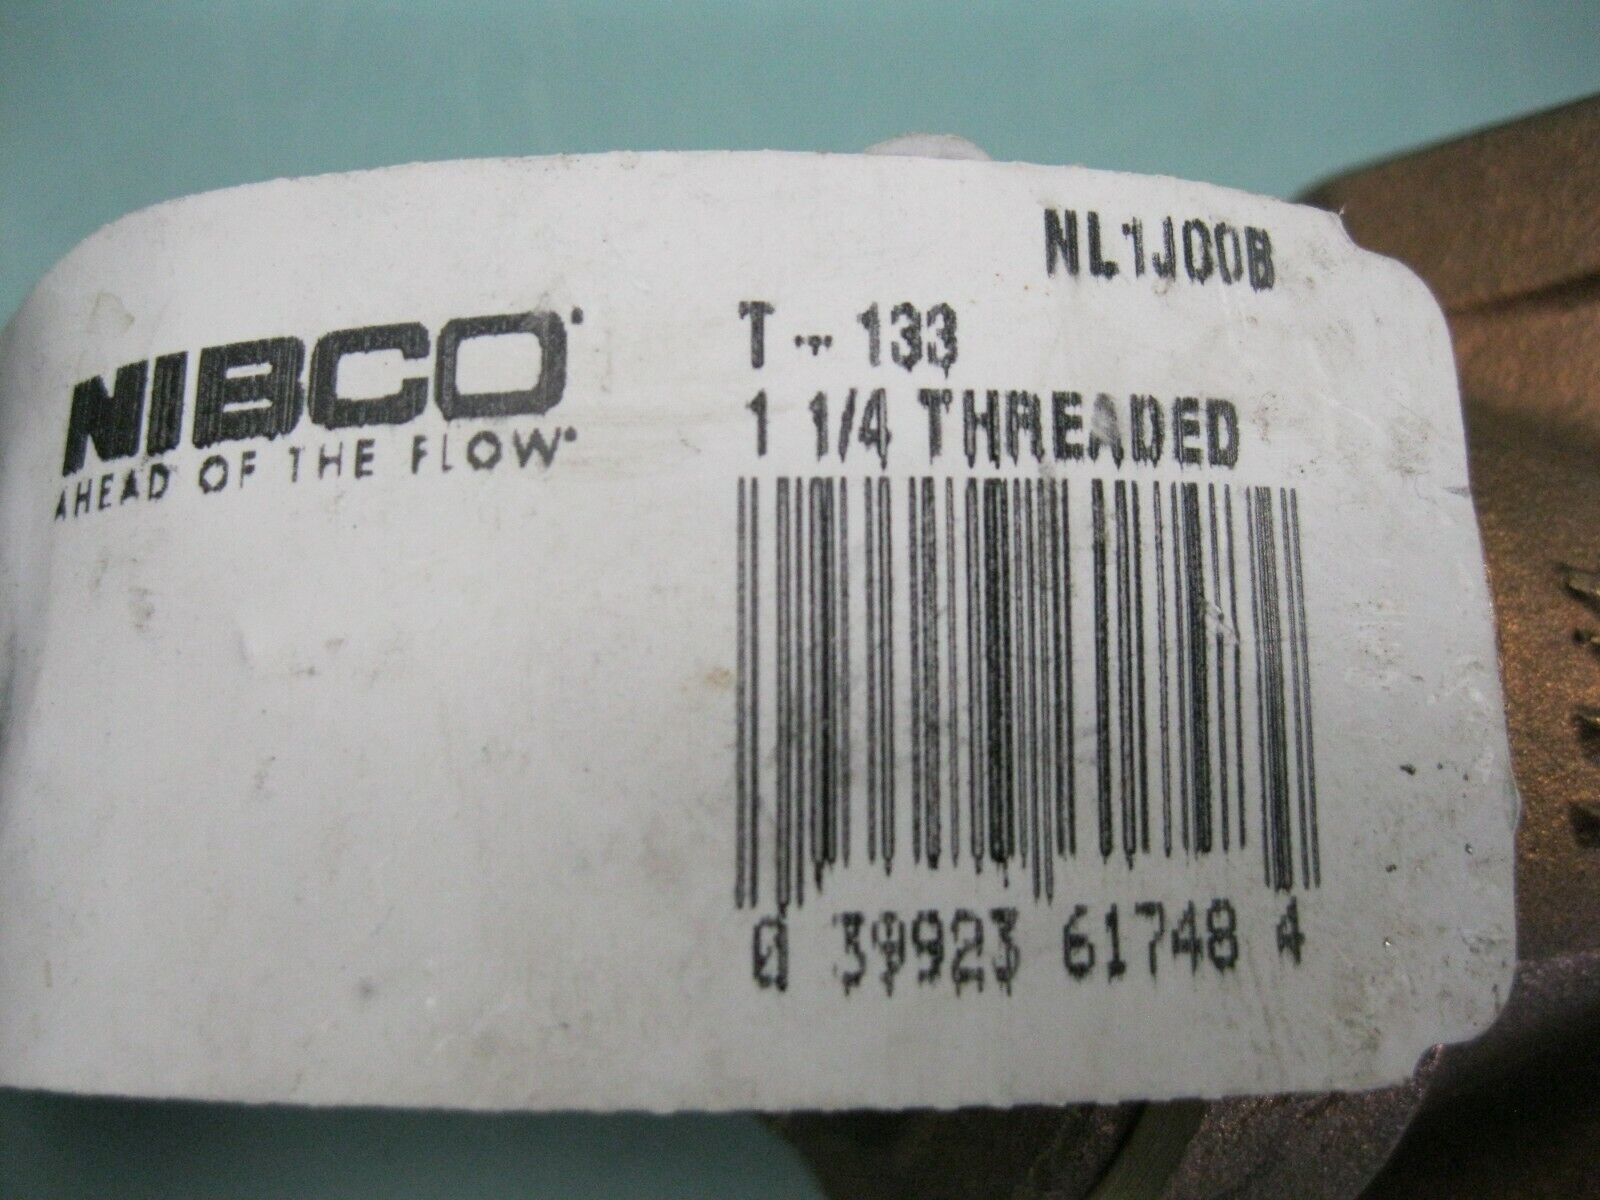 NL1J00B
NIBCO®
AHEAD OF THE FLOW®
T - 133
1 1/4 THREADED
0 39923 61748 4